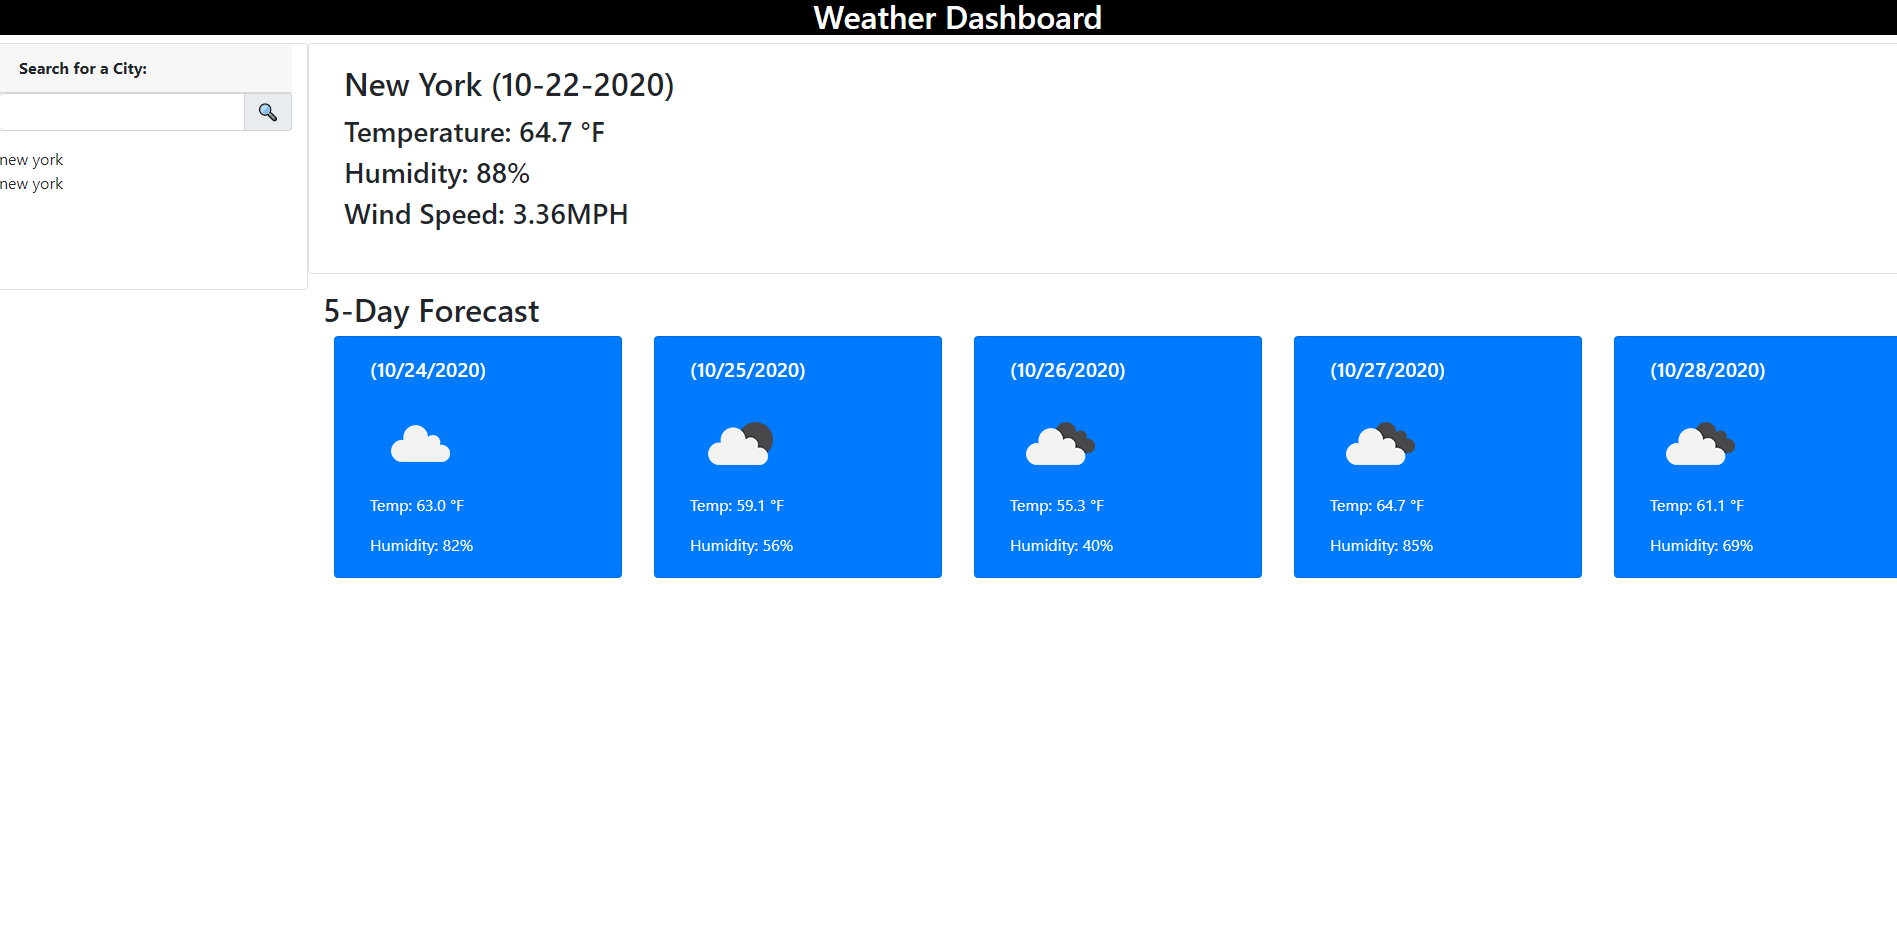 Weather Dashboard
Search for a City:
new york
new york
New York (10-22-2020)
Temperature: 64.7 °F
Humidity: 88%
Wind Speed: 3.36MPH
5-Day Forecast
(10/24/2020)
Temp: 63.0 °F
Humidity: 82%
(10/25/2020)
Temp: 59.1 °F
Humidity: 56%
(10/26/2020)
Temp: 55.3 °F
Humidity: 40%
(10/27/2020)
Temp: 64.7 °F
Humidity: 85%
(10/28/2020)
Temp: 61.1 °F
Humidity: 69%